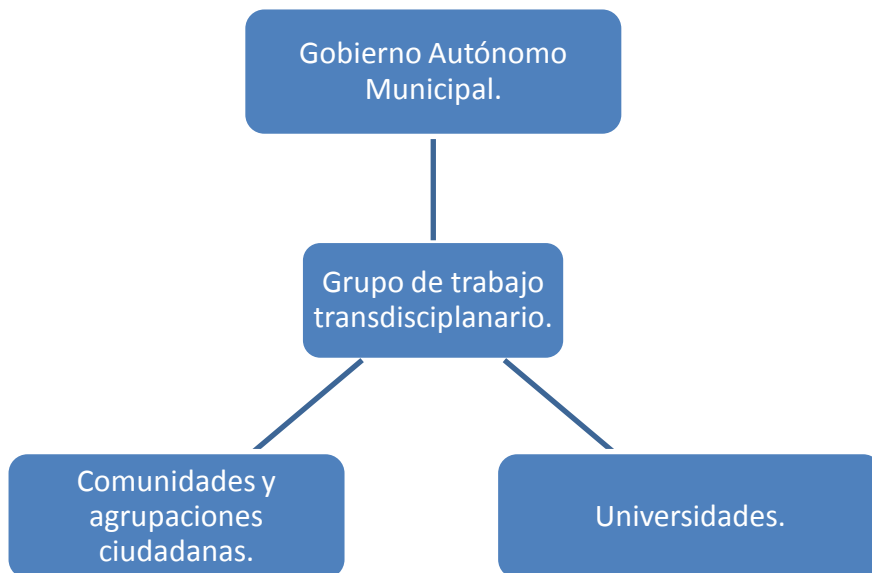 Gobierno Autónomo
Municipal.
Grupo de trabajo
transdisciplanario.
Comunidades y
agrupaciones
ciudadanas.
Universidades.